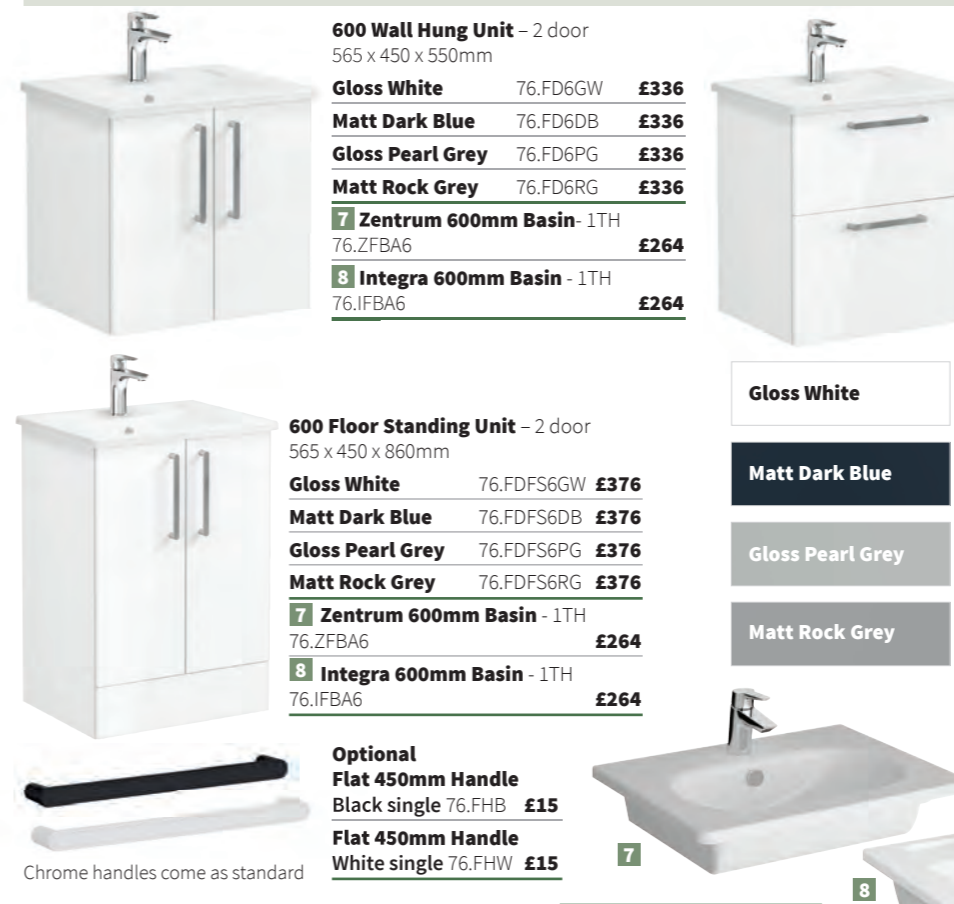 600 Wall Hung Unit – 2 door
565 x 450 x 550mm
Gloss White 76.FD6GW £336
Matt Dark Blue 76.FD6DB £336
Gloss Pearl Grey 76.FD6PG £336
Matt Rock Grey 76.FD6RG £336
7 Zentrum 600mm Basin- 1TH
76.ZFBA6 £264
8 Integra 600mm Basin - 1TH
76.IFBA6 £264
600 Floor Standing Unit – 2 door
565 x 450 x 860mm
Gloss White 76.FDFS6GW £376
Matt Dark Blue 76.FDFS6DB £376
Gloss Pearl Grey 76.FDFS6PG £376
Matt Rock Grey 76.FDFS6RG £376
7 Zentrum 600mm Basin - 1TH
76.ZFBA6 £264
8 Integra 600mm Basin - 1TH
76.IFBA6 £264
Gloss White
Matt Dark Blue
Gloss Pearl Grey
Matt Rock Grey
Optional
Flat 450mm Handle
Black single 76.FHB £15
Flat 450mm Handle
White single 76.FHW £15
Chrome handles come as standard
7
8